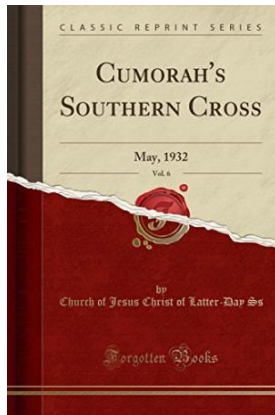 CLASSIC REPRINT SERIES
CUMORAH'S
SOUTHERN CROSS
May, 1932
Vol. 6
by
Church of Jesus Christ of Latter-Day Ss
Forgotten Books